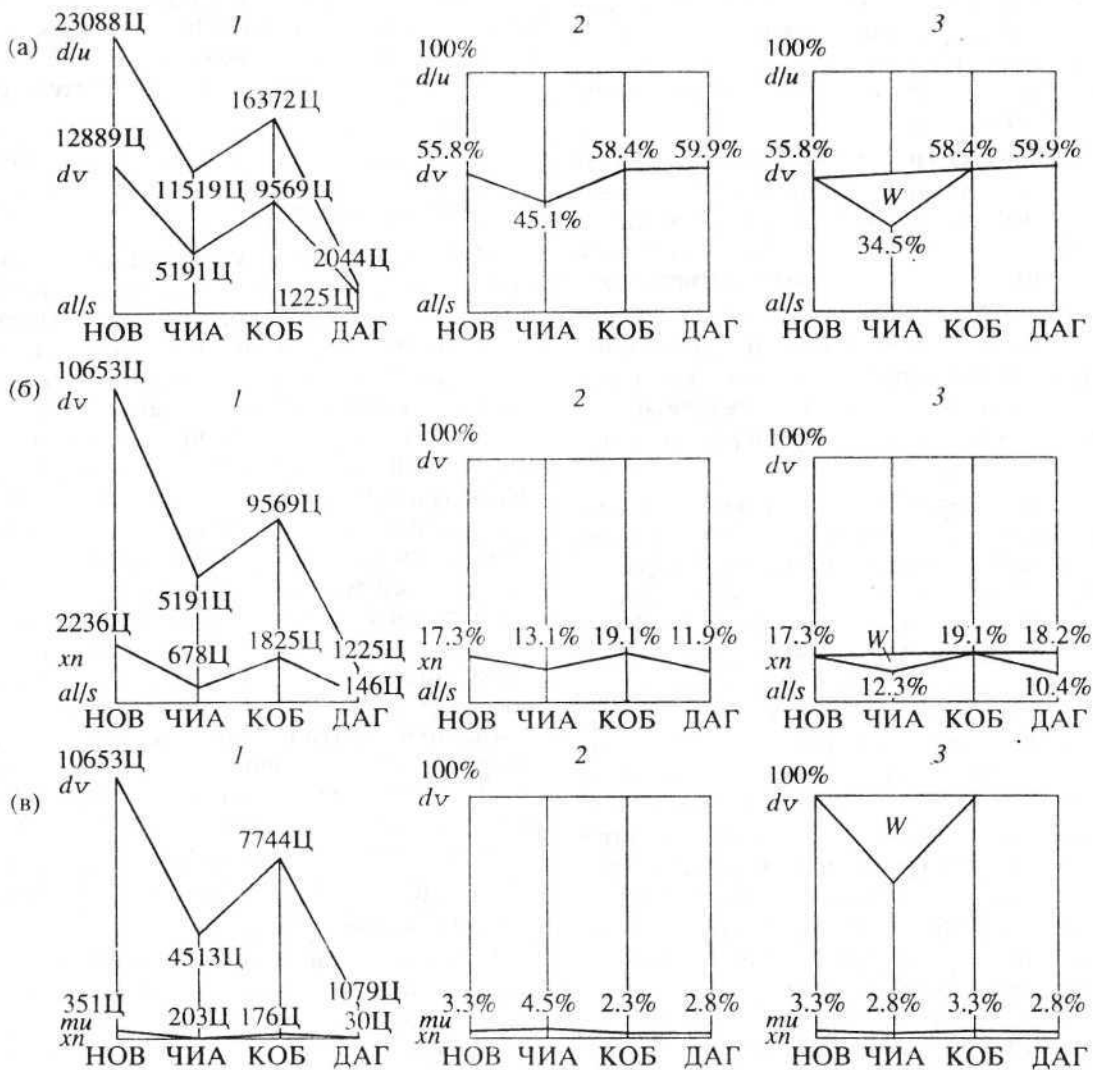 (а)
1
23088Ц
d/u
16372Ц
12889Ц
dv
11519Ц
9569Ц
5191Ц
2044Ц
1225Ц
al/s
НОВ ЧИА КОБ ДАГ
2
100%
d/u
55.8% 58.4% 59.9%
dv
45.1%
al/s
НОВ ЧИА КОБ ДАГ
3
100%
d/u
55.8% 58.4% 59.9%
dv
W
34.5%
al/s
НОВ ЧИА КОБ ДАГ
(б)
1
10653Ц
dv
9569Ц
5191Ц
2236Ц
1825Ц
xn
678Ц
1225Ц
al/s
146Ц
НОВ ЧИА КОБ ДАГ
2
100%
dv
17.3% 13.1% 19.1% 11.9%
xn
al/s
НОВ ЧИА КОБ ДАГ
3
100%
dv
17.3% W 19.1% 18.2%
xn
12.3% 10.4%
al/s
НОВ ЧИА КОБ ДАГ
(в)
1
10653Ц
dv
7744Ц
4513Ц
1079Ц
351Ц
203Ц 176Ц 30Ц
mu
xn
НОВ ЧИА КОБ ДАГ
2
100%
dv
3.3% 4.5% 2.3% 2.8%
mu
xn
НОВ ЧИА КОБ ДАГ
3
100%
dv
W
3.3% 2.8% 3.3% 2.8%
mu
xn
НОВ ЧИА КОБ ДАГ